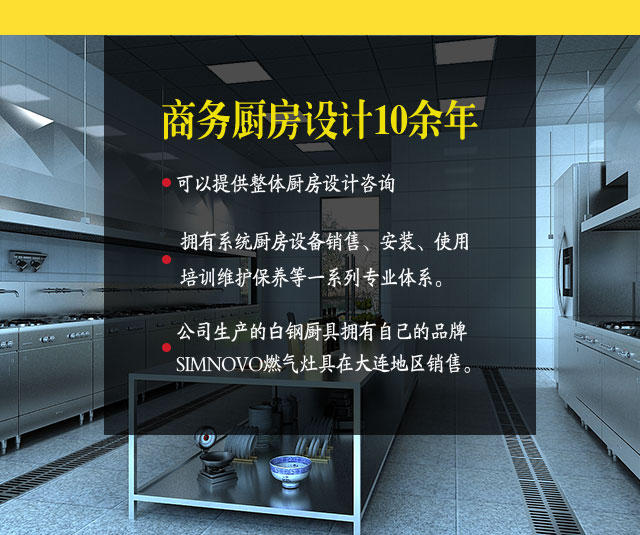 商务厨房设计10余年
可以提供整体厨房设计咨询
拥有系统厨房设备销售、安装、使用
培训维护保养等一系列专业体系。
公司生产的白钢厨具拥有自己的品牌
SIMNOVO燃气灶具在大连地区销售。